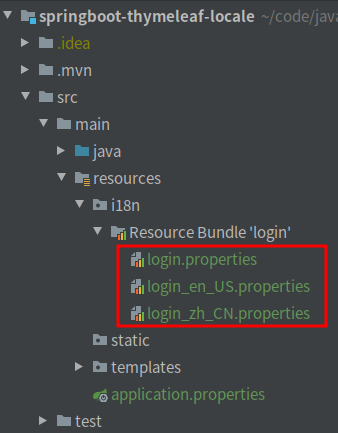 springboot-thymeleaf-locale ~/code/java
.idea
.mvn
src
main
java
resources
i18n
Resource Bundle 'login'
login.properties
login_en_US.properties
login_zh_CN.properties
static
templates
application.properties
test